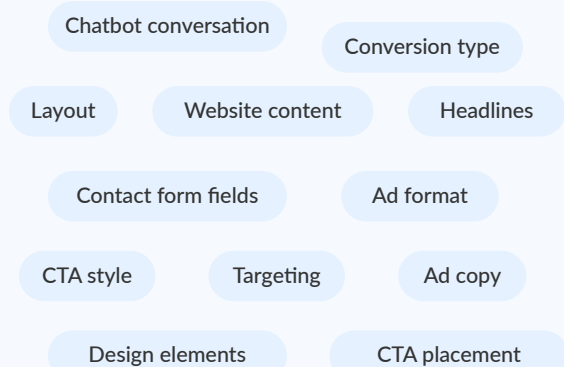 Chatbot conversation
Conversion type
Layout
Website content
Headlines
Contact form fields
Ad format
CTA style
Targeting
Ad copy
Design elements
CTA placement